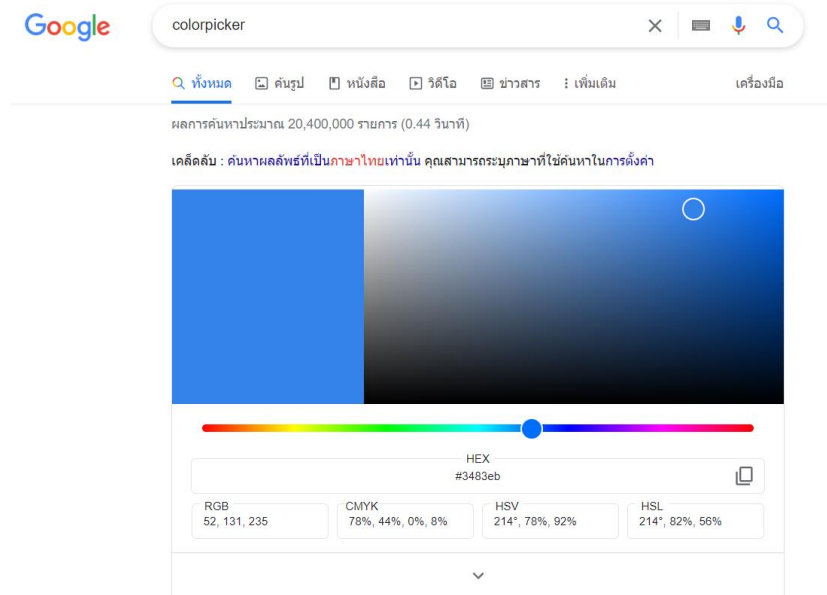 Google
colorpicker
ทั้งหมด ค้นรูป หนังสือ วิดีโอ ข่าวสาร เพิ่มเติม เครื่องมือ
ผลการค้นหาประมาณ 20,400,000 รายการ (0.44 วินาที)
เคล็ดลับ : ค้นหาผลลัพธ์ที่เป็นภาษาไทยเท่านั้น คุณสามารถระบุภาษาที่ใช้ค้นหาในการตั้งค่า
HEX
#3483eb
RGB CMYK HSV HSL
52, 131, 235 78%, 44%, 0%, 8% 214°, 78%, 92% 214°, 82%, 56%